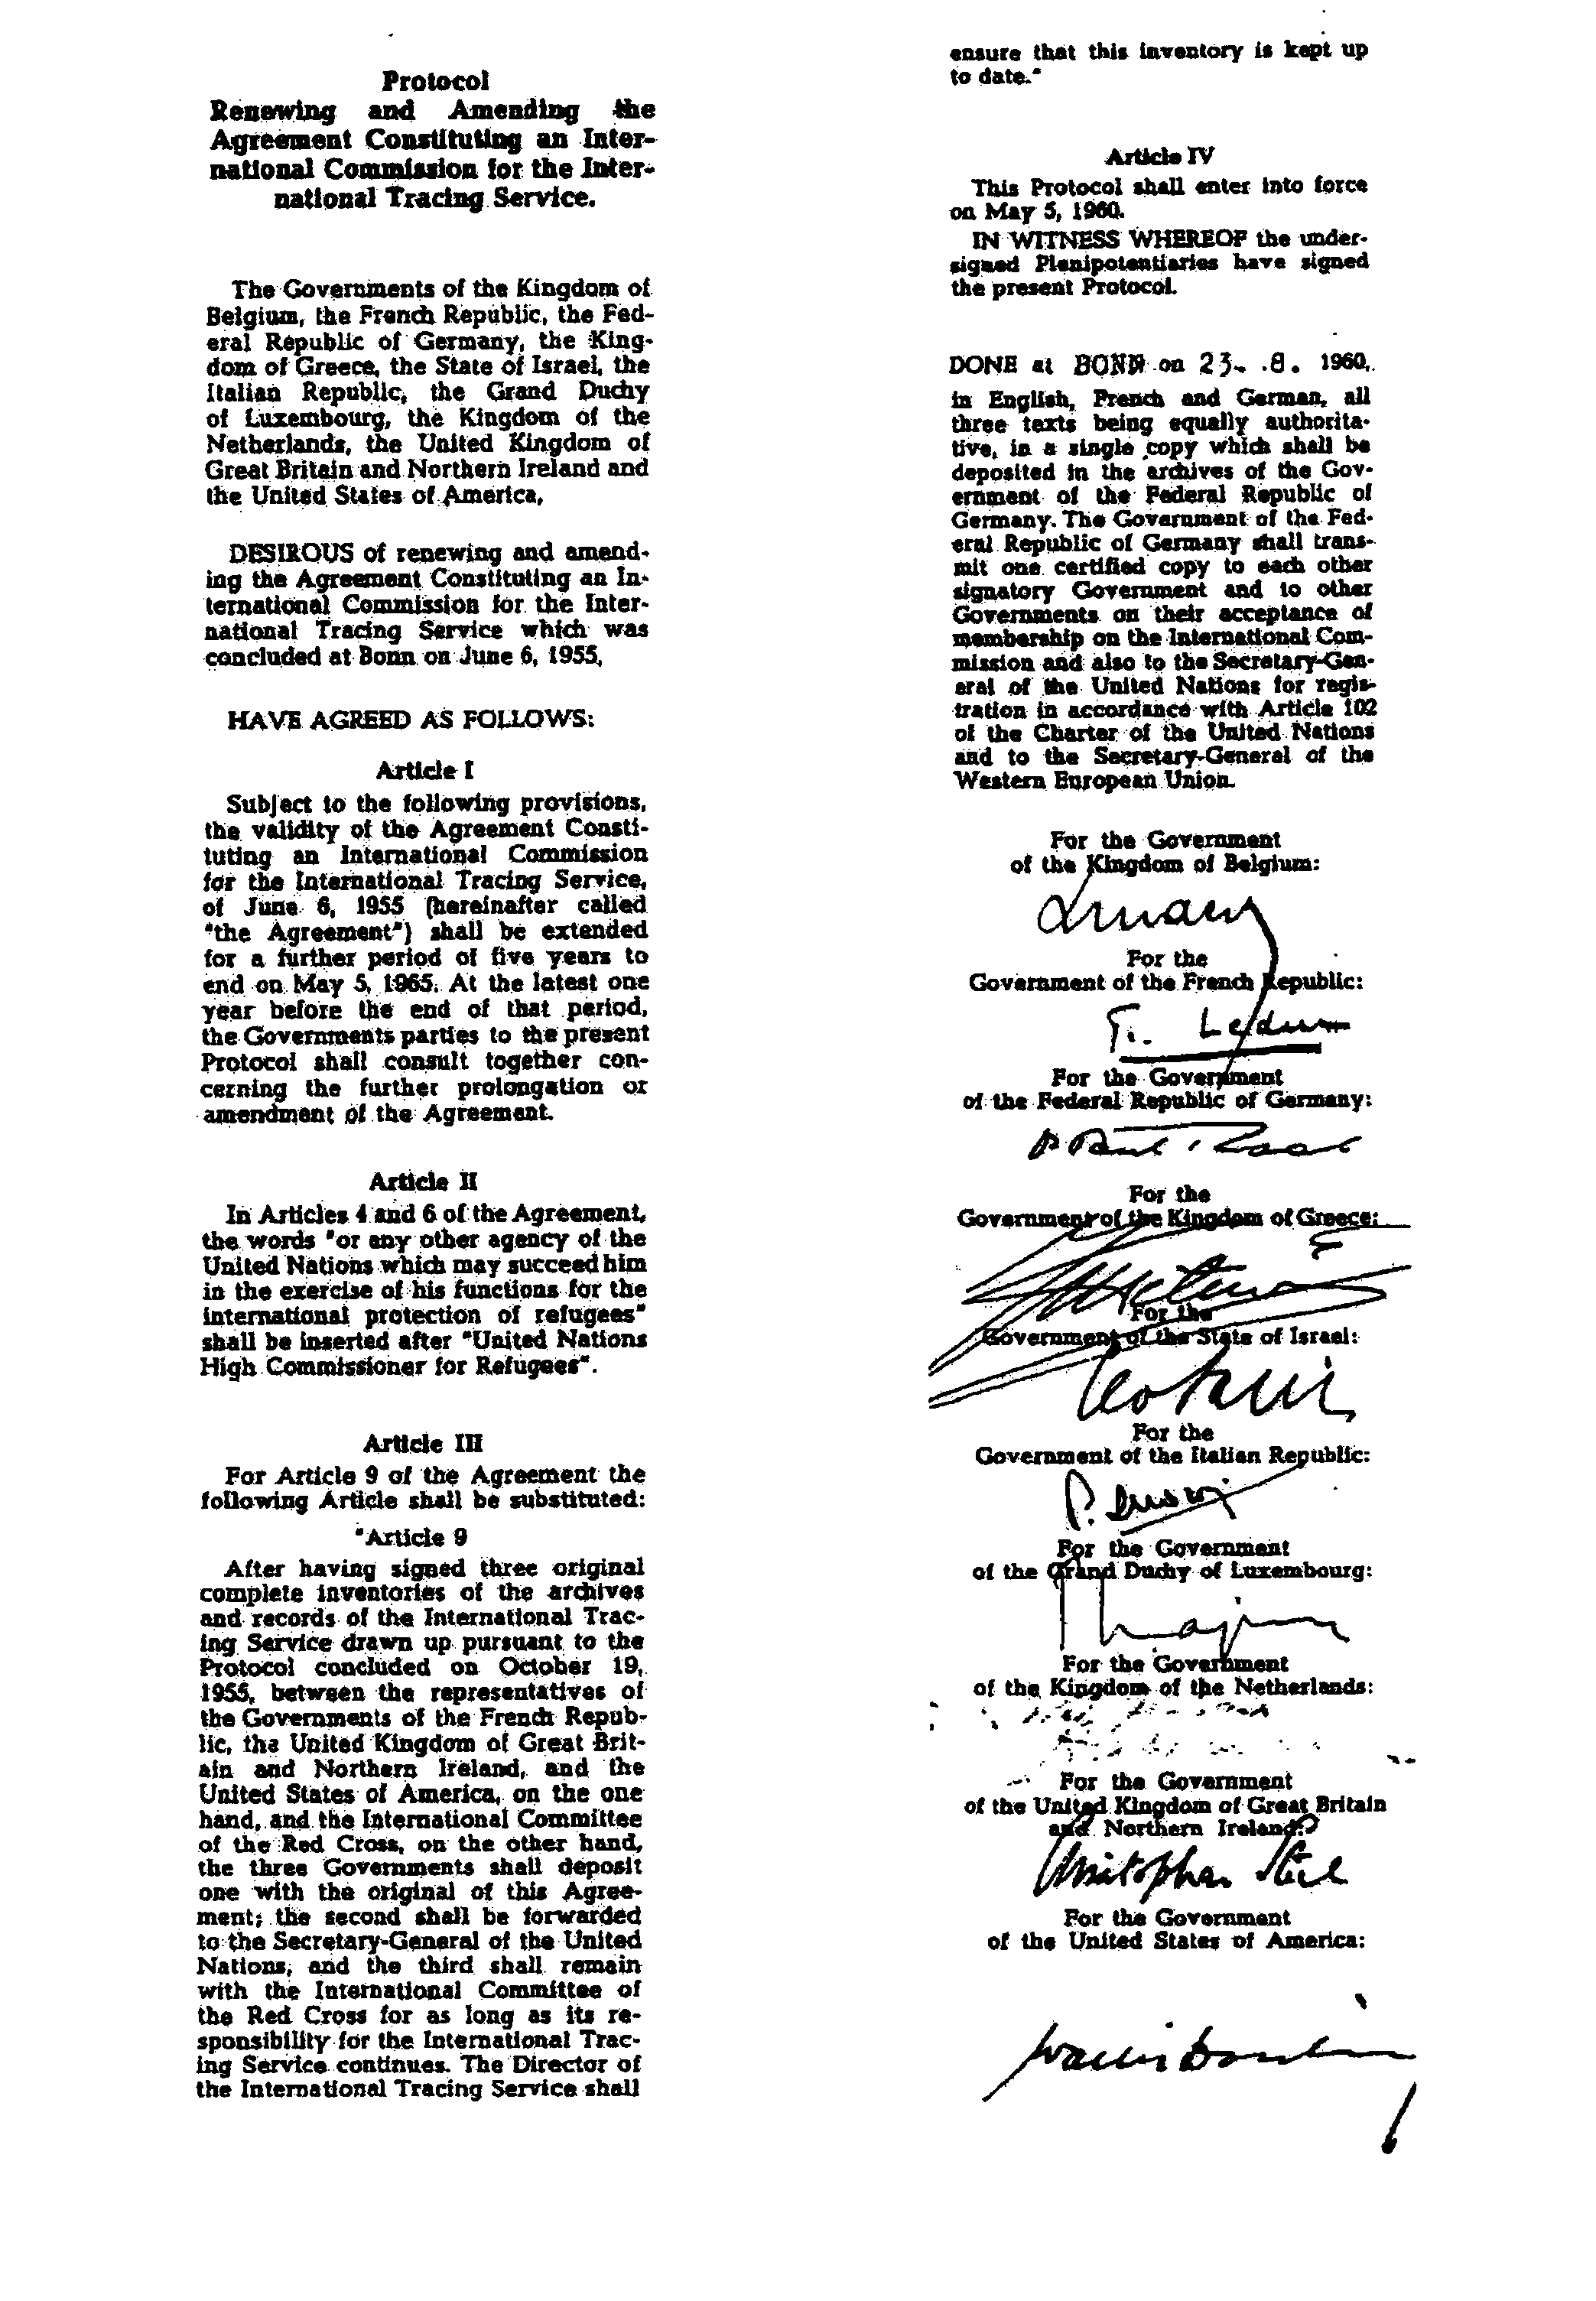 Protocol
Renewing and Amending the
Agreement Constituting an Inter-
national Commission for the Inter-
national Tracing Service.
The Governments of the Kingdom of
Belgium, the French Republic, the Fed-
eral Republic of Germany, the King-
dom of Greece, the State of Israel, the
Italian Republic, the Grand Duchy
of Luxembourg, the Kingdom of the
Netherlands, the United Kingdom of
Great Britain and Northern Ireland and
the United States of America,
DESIROUS of renewing and amend-
ing the Agreement Constituting an In-
ternational Commission for the Inter-
national Tracing Service which was
concluded at Bonn on June 6, 1955,
HAVE AGREED AS FOLLOWS:
Article I
Subject to the following provisions,
the validity of the Agreement Consti-
tuting an International Commission
for the International Tracing Service,
of June 6, 1955 (hereinafter called
"the Agreement") shall be extended
for a further period of five years to
end on May 5, 1965. At the latest one
year before the end of that period,
the Governments parties to the present
Protocol shall consult together con-
cerning the further prolongation or
amendment of the Agreement.
Article II
In Articles 4 and 6 of the Agreement,
the words "or any other agency of the
United Nations which may succeed him
in the exercise of his functions for the
international protection of refugees"
shall be inserted after "United Nations
High Commissioner for Refugees".
Article III
For Article 9 of the Agreement the
following Article shall be substituted:
"Article 9
After having signed three original
complete inventories of the archives
and records of the International Trac-
ing Service drawn up pursuant to the
Protocol concluded on October 19,
1955, between the representatives of
the Governments of the French Repub-
lic, the United Kingdom of Great Brit-
ain and Northern Ireland, and the
United States of America, on the one
hand, and the International Committee
of the Red Cross, on the other hand,
the three Governments shall deposit
one with the original of this Agree-
ment; the second shall be forwarded
to the Secretary-General of the United
Nations, and the third shall remain
with the International Committee of
the Red Cross for as long as its re-
sponsibility for the International Trac-
ing Service continues. The Director of
the International Tracing Service shall
ensure that this inventory is kept up
to date."
Article IV
This Protocol shall enter into force
on May 5, 1960.
IN WITNESS WHEREOF the under-
signed Plenipotentiaries have signed
the present Protocol.
DONE at BONN on 23. .8. 1960,
in English, French and German, all
three texts being equally authorita-
tive, in a single copy which shall be
deposited in the archives of the Gov-
ernment of the Federal Republic of
Germany. The Government of the Fed-
eral Republic of Germany shall trans-
mit one certified copy to each other
signatory Government and to other
Governments on their acceptance of
membership on the International Com-
mission and also to the Secretary-Gen-
eral of the United Nations for regis-
tration in accordance with Article 102
of the Charter of the United Nations
and to the Secretary-General of the
Western European Union.
For the Government
of the Kingdom of Belgium:
For the
Government of the French Republic:
For the Government
of the Federal Republic of Germany:
For the
Government of the Kingdom of Greece:
For the
Government of the State of Israel:
For the
Government of the Italian Republic:
For the Government
of the Grand Duchy of Luxembourg:
For the Government
of the Kingdom of the Netherlands:
For the Government
of the United Kingdom of Great Britain
and Northern Ireland:
Christopher Steel
For the Government
of the United States of America: